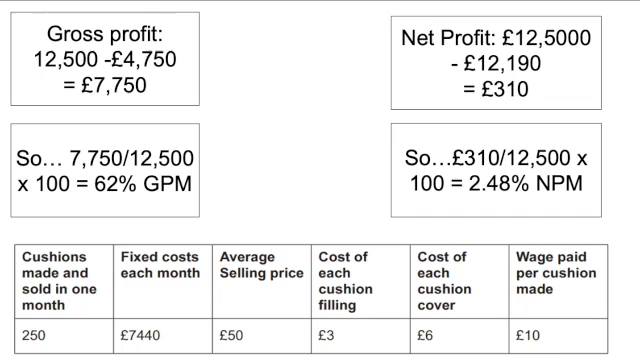 Gross profit:
12,500 -£4,750
= £7,750
Net Profit: £12,5000
- £12,190
= £310
So… 7,750/12,500
x 100 = 62% GPM
So…£310/12,500 x
100 = 2.48% NPM
Cushions
made and
sold in one
month
Fixed costs
each month
Average
Selling price
Cost of
each
cushion
filling
Cost of
each
cushion
cover
Wage paid
per cushion
made
250
£7440
£50
£3
£6
£10